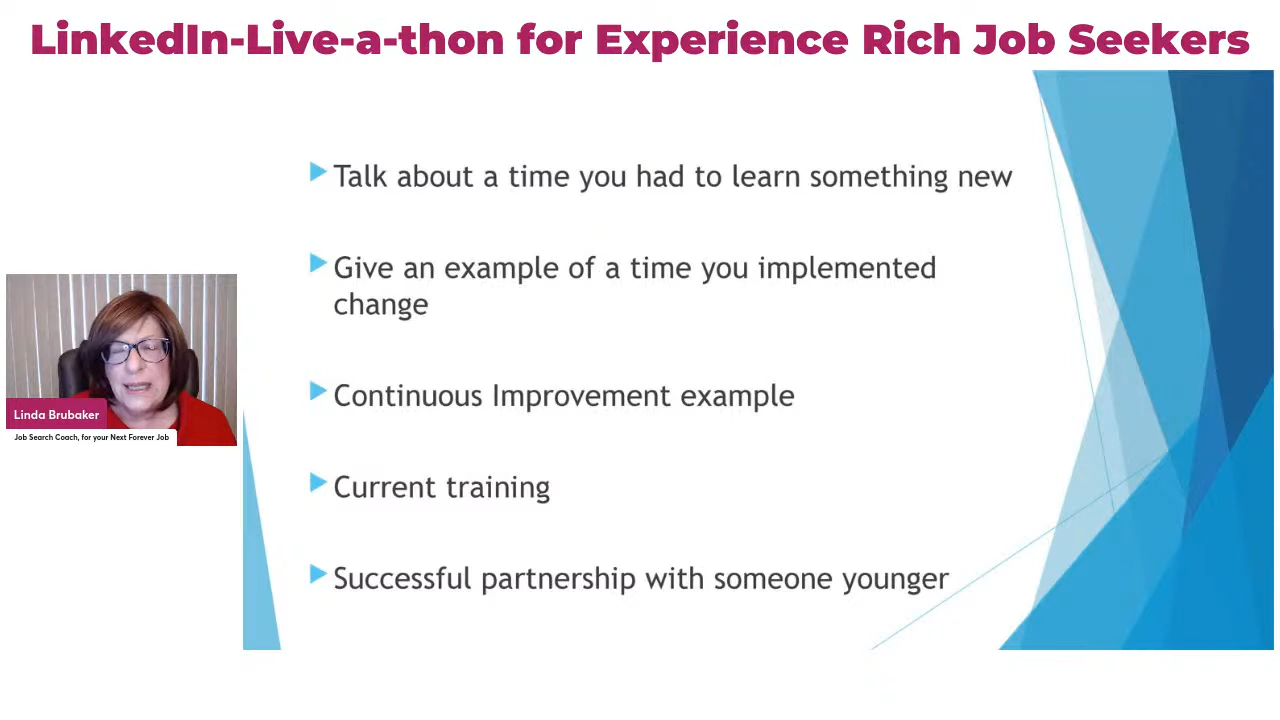 LinkedIn-Live-a-thon for Experience Rich Job Seekers
Talk about a time you had to learn something new
Give an example of a time you implemented
change
Continuous Improvement example
Current training
Successful partnership with someone younger
Linda Brubaker
Job Search Coach, for your Next Forever Job